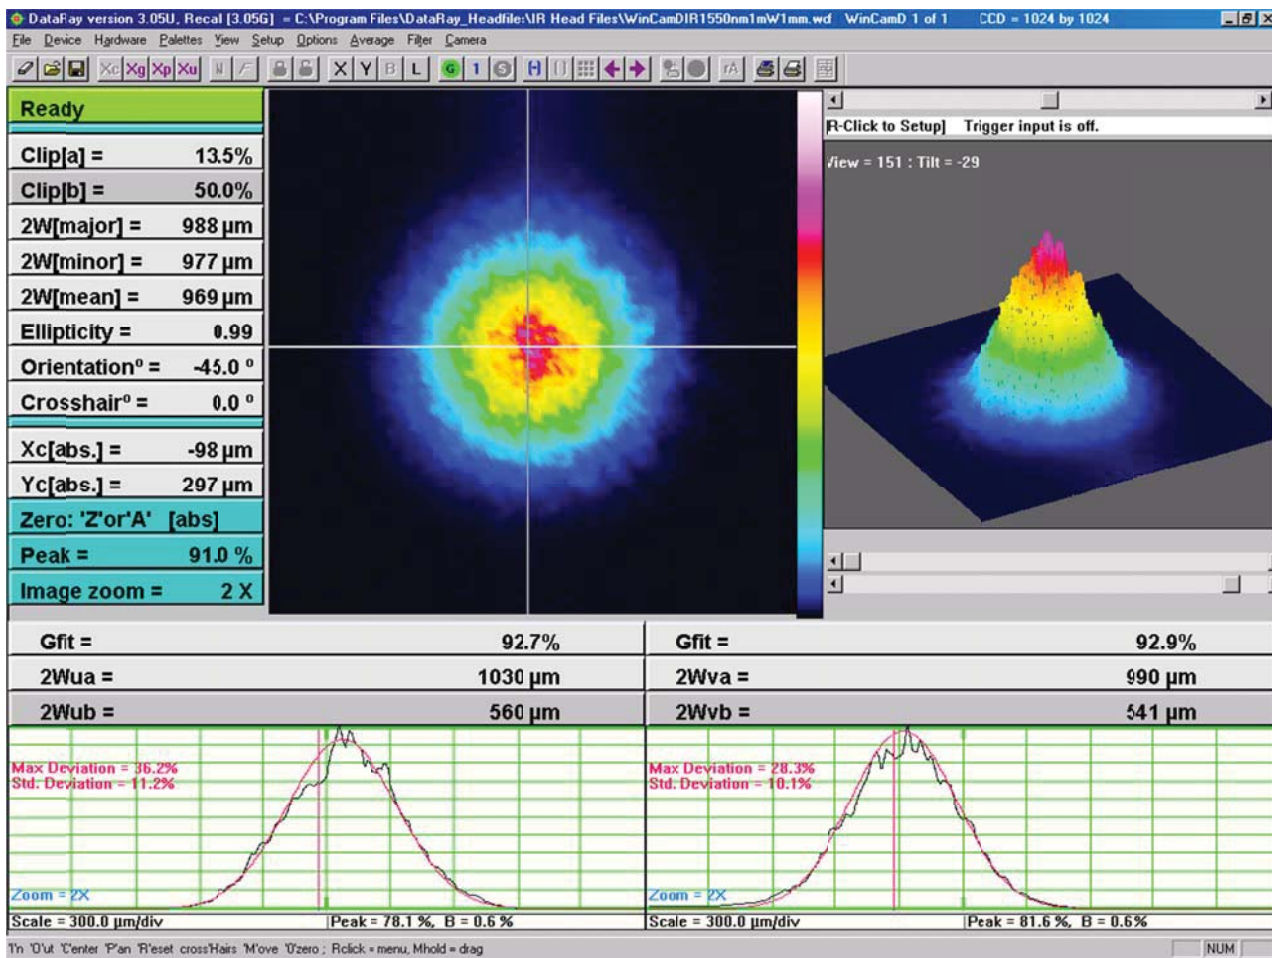 DataRay version 3.05U, Recal [3.05G] = C:\Program Files\DataRay_Headfile:\IR Head Files\WinCamDIR1550nm1mW1mm.wd WinCamD 1 of 1 CCD = 1024 by 1024
File Device Hardware Palettes View Setup Options Average Filter Camera
Xc Xg Xp Xu N F X Y B L G 1 S H rA
Ready
Clip[a] = 13.5%
Clip[b] = 50.0%
2W[major] = 988 µm
2W[minor] = 977 µm
2W[mean] = 969 µm
Ellipticity = 0.99
Orientation° = -45.0 °
Crosshair° = 0.0 °
Xc[abs.] = -98 µm
Yc[abs.] = 297 µm
Zero: 'Z'or'A' [abs]
Peak = 91.0 %
Image zoom = 2 X
[R-Click to Setup] Trigger input is off.
View = 151 : Tilt = -29
Gfit = 92.7%
2Wua = 1030 µm
2Wub = 560 µm
Max Deviation = 36.2%
Std. Deviation = 11.2%
Zoom = 2X
Scale = 300.0 µm/div Peak = 78.1 %, B = 0.6 %
Gfit = 92.9%
2Wva = 990 µm
2Wvb = 541 µm
Max Deviation = 28.3%
Std. Deviation = 10.1%
Zoom = 2X
Scale = 300.0 µm/div Peak = 81.6 %, B = 0.6%
'I'n 'O'ut 'C'enter 'P'an 'R'eset cross'H'airs 'M'ove '0'zero ; Rclick = menu, Mhold = drag
NUM